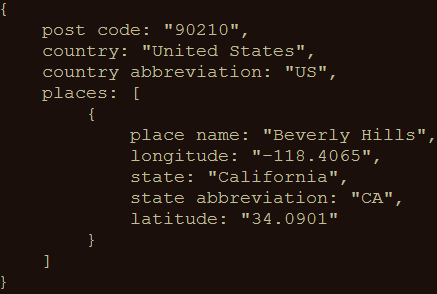 {
    post code: "90210",
    country: "United States",
    country abbreviation: "US",
    places: [
        {
            place name: "Beverly Hills",
            longitude: "-118.4065",
            state: "California",
            state abbreviation: "CA",
            latitude: "34.0901"
        }
    ]
}